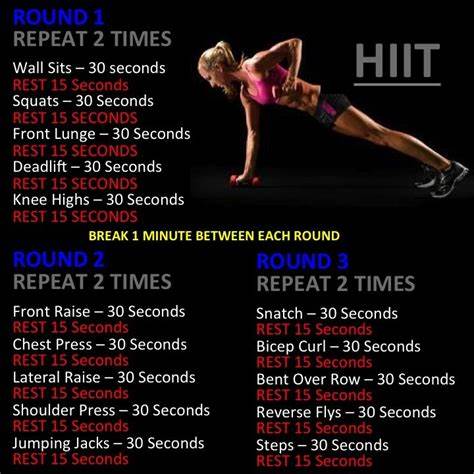 ROUND 1
REPEAT 2 TIMES
HIIT
Wall Sits – 30 seconds
REST 15 Seconds
Squats – 30 Seconds
REST 15 SECONDS
Front Lunge – 30 Seconds
REST 15 SECONDS
Deadlift – 30 Seconds
REST 15 SECONDS
Knee Highs – 30 Seconds
REST 15 SECONDS
BREAK 1 MINUTE BETWEEN EACH ROUND
ROUND 2
REPEAT 2 TIMES
Front Raise – 30 Seconds
REST 15 Seconds
Chest Press – 30 Seconds
REST 15 Seconds
Lateral Raise – 30 Seconds
REST 15 Seconds
Shoulder Press – 30 Seconds
REST 15 Seconds
Jumping Jacks – 30 Seconds
REST 15 Seconds
ROUND 3
REPEAT 2 TIMES
Snatch – 30 Seconds
REST 15 Seconds
Bicep Curl – 30 Seconds
REST 15 Seconds
Bent Over Row – 30 Seconds
REST 15 Seconds
Reverse Flys – 30 Seconds
REST 15 Seconds
Steps – 30 Seconds
REST 15 Seconds